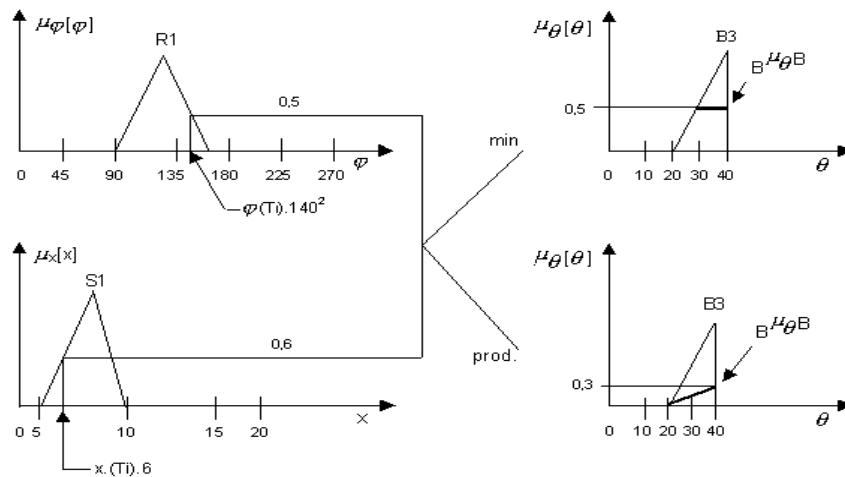 μφ[φ]
R1
0,5
0 45 90 135 180 225 270
φ
φ(Ti).140²
μx[x]
S1
0,6
0 5 10 15 20
x
x.(Ti).6
min
prod.
μθ[θ]
B3
BμθB
0,5
0 10 20 30 40
θ
μθ[θ]
B3
BμθB
0,3
0 10 20 30 40
θ